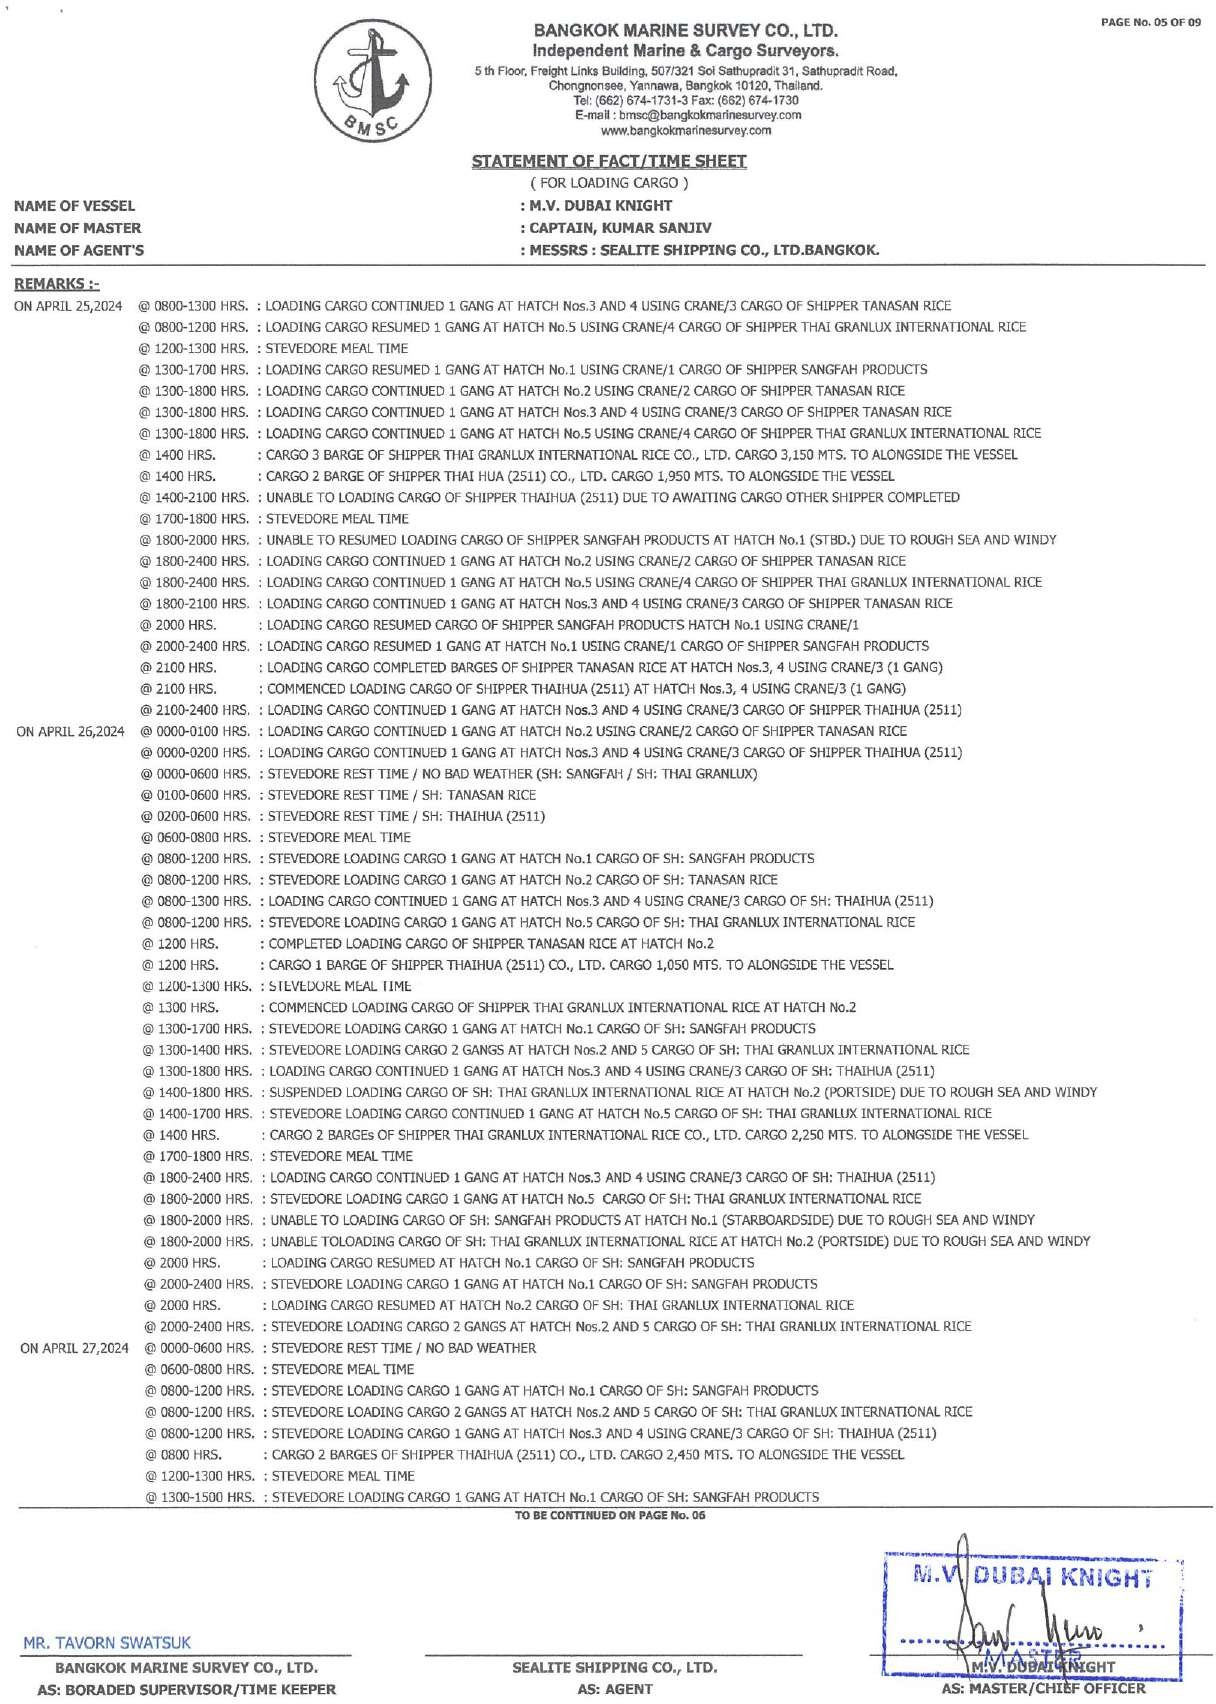 PAGE No. 05 OF 09
BMSC
BANGKOK MARINE SURVEY CO., LTD.
Independent Marine & Cargo Surveyors.
5 th Floor, Freight Links Building, 507/321 Soi Sathupradit 31, Sathupradit Road,
Chongnonsee, Yannawa, Bangkok 10120, Thailand.
Tel: (662) 674-1731-3 Fax: (662) 674-1730
E-mail : bmsc@bangkokmarinesurvey.com
www.bangkokmarinesurvey.com
STATEMENT OF FACT/TIME SHEET
( FOR LOADING CARGO )
NAME OF VESSEL : M.V. DUBAI KNIGHT
NAME OF MASTER : CAPTAIN, KUMAR SANJIV
NAME OF AGENT'S : MESSRS : SEALITE SHIPPING CO., LTD.BANGKOK.
REMARKS :-
ON APRIL 25,2024 @ 0800-1300 HRS. : LOADING CARGO CONTINUED 1 GANG AT HATCH Nos.3 AND 4 USING CRANE/3 CARGO OF SHIPPER TANASAN RICE
@ 0800-1200 HRS. : LOADING CARGO RESUMED 1 GANG AT HATCH No.5 USING CRANE/4 CARGO OF SHIPPER THAI GRANLUX INTERNATIONAL RICE
@ 1200-1300 HRS. : STEVEDORE MEAL TIME
@ 1300-1700 HRS. : LOADING CARGO RESUMED 1 GANG AT HATCH No.1 USING CRANE/1 CARGO OF SHIPPER SANGFAH PRODUCTS
@ 1300-1800 HRS. : LOADING CARGO CONTINUED 1 GANG AT HATCH No.2 USING CRANE/2 CARGO OF SHIPPER TANASAN RICE
@ 1300-1800 HRS. : LOADING CARGO CONTINUED 1 GANG AT HATCH Nos.3 AND 4 USING CRANE/3 CARGO OF SHIPPER TANASAN RICE
@ 1300-1800 HRS. : LOADING CARGO CONTINUED 1 GANG AT HATCH No.5 USING CRANE/4 CARGO OF SHIPPER THAI GRANLUX INTERNATIONAL RICE
@ 1400 HRS. : CARGO 3 BARGE OF SHIPPER THAI GRANLUX INTERNATIONAL RICE CO., LTD. CARGO 3,150 MTS. TO ALONGSIDE THE VESSEL
@ 1400 HRS. : CARGO 2 BARGE OF SHIPPER THAI HUA (2511) CO., LTD. CARGO 1,950 MTS. TO ALONGSIDE THE VESSEL
@ 1400-2100 HRS. : UNABLE TO LOADING CARGO OF SHIPPER THAIHUA (2511) DUE TO AWAITING CARGO OTHER SHIPPER COMPLETED
@ 1700-1800 HRS. : STEVEDORE MEAL TIME
@ 1800-2000 HRS. : UNABLE TO RESUMED LOADING CARGO OF SHIPPER SANGFAH PRODUCTS AT HATCH No.1 (STBD.) DUE TO ROUGH SEA AND WINDY
@ 1800-2400 HRS. : LOADING CARGO CONTINUED 1 GANG AT HATCH No.2 USING CRANE/2 CARGO OF SHIPPER TANASAN RICE
@ 1800-2400 HRS. : LOADING CARGO CONTINUED 1 GANG AT HATCH No.5 USING CRANE/4 CARGO OF SHIPPER THAI GRANLUX INTERNATIONAL RICE
@ 1800-2100 HRS. : LOADING CARGO CONTINUED 1 GANG AT HATCH Nos.3 AND 4 USING CRANE/3 CARGO OF SHIPPER TANASAN RICE
@ 2000 HRS. : LOADING CARGO RESUMED CARGO OF SHIPPER SANGFAH PRODUCTS HATCH No.1 USING CRANE/1
@ 2000-2400 HRS. : LOADING CARGO RESUMED 1 GANG AT HATCH No.1 USING CRANE/1 CARGO OF SHIPPER SANGFAH PRODUCTS
@ 2100 HRS. : LOADING CARGO COMPLETED BARGES OF SHIPPER TANASAN RICE AT HATCH Nos.3, 4 USING CRANE/3 (1 GANG)
@ 2100 HRS. : COMMENCED LOADING CARGO OF SHIPPER THAIHUA (2511) AT HATCH Nos.3, 4 USING CRANE/3 (1 GANG)
@ 2100-2400 HRS. : LOADING CARGO CONTINUED 1 GANG AT HATCH Nos.3 AND 4 USING CRANE/3 CARGO OF SHIPPER THAIHUA (2511)
ON APRIL 26,2024 @ 0000-0100 HRS. : LOADING CARGO CONTINUED 1 GANG AT HATCH No.2 USING CRANE/2 CARGO OF SHIPPER TANASAN RICE
@ 0000-0200 HRS. : LOADING CARGO CONTINUED 1 GANG AT HATCH Nos.3 AND 4 USING CRANE/3 CARGO OF SHIPPER THAIHUA (2511)
@ 0000-0600 HRS. : STEVEDORE REST TIME / NO BAD WEATHER (SH: SANGFAH / SH: THAI GRANLUX)
@ 0100-0600 HRS. : STEVEDORE REST TIME / SH: TANASAN RICE
@ 0200-0600 HRS. : STEVEDORE REST TIME / SH: THAIHUA (2511)
@ 0600-0800 HRS. : STEVEDORE MEAL TIME
@ 0800-1200 HRS. : STEVEDORE LOADING CARGO 1 GANG AT HATCH No.1 CARGO OF SH: SANGFAH PRODUCTS
@ 0800-1200 HRS. : STEVEDORE LOADING CARGO 1 GANG AT HATCH No.2 CARGO OF SH: TANASAN RICE
@ 0800-1300 HRS. : LOADING CARGO CONTINUED 1 GANG AT HATCH Nos.3 AND 4 USING CRANE/3 CARGO OF SH: THAIHUA (2511)
@ 0800-1200 HRS. : STEVEDORE LOADING CARGO 1 GANG AT HATCH No.5 CARGO OF SH: THAI GRANLUX INTERNATIONAL RICE
@ 1200 HRS. : COMPLETED LOADING CARGO OF SHIPPER TANASAN RICE AT HATCH No.2
@ 1200 HRS. : CARGO 1 BARGE OF SHIPPER THAIHUA (2511) CO., LTD. CARGO 1,050 MTS. TO ALONGSIDE THE VESSEL
@ 1200-1300 HRS. : STEVEDORE MEAL TIME
@ 1300 HRS. : COMMENCED LOADING CARGO OF SHIPPER THAI GRANLUX INTERNATIONAL RICE AT HATCH No.2
@ 1300-1700 HRS. : STEVEDORE LOADING CARGO 1 GANG AT HATCH No.1 CARGO OF SH: SANGFAH PRODUCTS
@ 1300-1400 HRS. : STEVEDORE LOADING CARGO 2 GANGS AT HATCH Nos.2 AND 5 CARGO OF SH: THAI GRANLUX INTERNATIONAL RICE
@ 1300-1800 HRS. : LOADING CARGO CONTINUED 1 GANG AT HATCH Nos.3 AND 4 USING CRANE/3 CARGO OF SH: THAIHUA (2511)
@ 1400-1800 HRS. : SUSPENDED LOADING CARGO OF SH: THAI GRANLUX INTERNATIONAL RICE AT HATCH No.2 (PORTSIDE) DUE TO ROUGH SEA AND WINDY
@ 1400-1700 HRS. : STEVEDORE LOADING CARGO CONTINUED 1 GANG AT HATCH No.5 CARGO OF SH: THAI GRANLUX INTERNATIONAL RICE
@ 1400 HRS. : CARGO 2 BARGEs OF SHIPPER THAI GRANLUX INTERNATIONAL RICE CO., LTD. CARGO 2,250 MTS. TO ALONGSIDE THE VESSEL
@ 1700-1800 HRS. : STEVEDORE MEAL TIME
@ 1800-2400 HRS. : LOADING CARGO CONTINUED 1 GANG AT HATCH Nos.3 AND 4 USING CRANE/3 CARGO OF SH: THAIHUA (2511)
@ 1800-2000 HRS. : STEVEDORE LOADING CARGO 1 GANG AT HATCH No.5 CARGO OF SH: THAI GRANLUX INTERNATIONAL RICE
@ 1800-2000 HRS. : UNABLE TO LOADING CARGO OF SH: SANGFAH PRODUCTS AT HATCH No.1 (STARBOARDSIDE) DUE TO ROUGH SEA AND WINDY
@ 1800-2000 HRS. : UNABLE TOLOADING CARGO OF SH: THAI GRANLUX INTERNATIONAL RICE AT HATCH No.2 (PORTSIDE) DUE TO ROUGH SEA AND WINDY
@ 2000 HRS. : LOADING CARGO RESUMED AT HATCH No.1 CARGO OF SH: SANGFAH PRODUCTS
@ 2000-2400 HRS. : STEVEDORE LOADING CARGO 1 GANG AT HATCH No.1 CARGO OF SH: SANGFAH PRODUCTS
@ 2000 HRS. : LOADING CARGO RESUMED AT HATCH No.2 CARGO OF SH: THAI GRANLUX INTERNATIONAL RICE
@ 2000-2400 HRS. : STEVEDORE LOADING CARGO 2 GANGS AT HATCH Nos.2 AND 5 CARGO OF SH: THAI GRANLUX INTERNATIONAL RICE
ON APRIL 27,2024 @ 0000-0600 HRS. : STEVEDORE REST TIME / NO BAD WEATHER
@ 0600-0800 HRS. : STEVEDORE MEAL TIME
@ 0800-1200 HRS. : STEVEDORE LOADING CARGO 1 GANG AT HATCH No.1 CARGO OF SH: SANGFAH PRODUCTS
@ 0800-1200 HRS. : STEVEDORE LOADING CARGO 2 GANGS AT HATCH Nos.2 AND 5 CARGO OF SH: THAI GRANLUX INTERNATIONAL RICE
@ 0800-1200 HRS. : STEVEDORE LOADING CARGO 1 GANG AT HATCH Nos.3 AND 4 USING CRANE/3 CARGO OF SH: THAIHUA (2511)
@ 0800 HRS. : CARGO 2 BARGES OF SHIPPER THAIHUA (2511) CO., LTD. CARGO 2,450 MTS. TO ALONGSIDE THE VESSEL
@ 1200-1300 HRS. : STEVEDORE MEAL TIME
@ 1300-1500 HRS. : STEVEDORE LOADING CARGO 1 GANG AT HATCH No.1 CARGO OF SH: SANGFAH PRODUCTS
TO BE CONTINUED ON PAGE No. 06
M.V. DUBAI KNIGHT
MASTER
MR. TAVORN SWATSUK
BANGKOK MARINE SURVEY CO., LTD. SEALITE SHIPPING CO., LTD. M.V. DUBAI KNIGHT
AS: BORADED SUPERVISOR/TIME KEEPER AS: AGENT AS: MASTER/CHIEF OFFICER